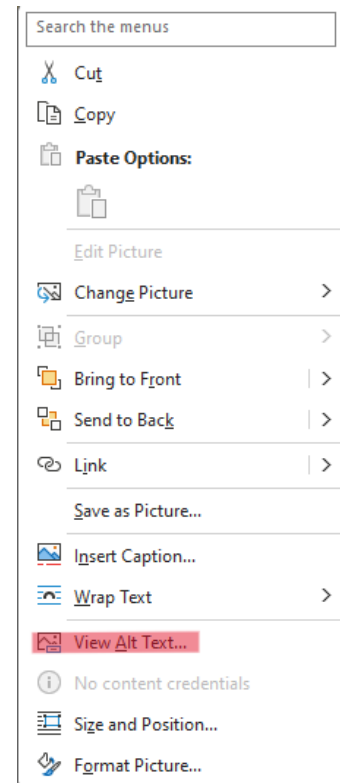 Search the menus
Cut
Copy
Paste Options:
Edit Picture
Change Picture
Group
Bring to Front
Send to Back
Link
Save as Picture...
Insert Caption...
Wrap Text
View Alt Text...
No content credentials
Size and Position...
Format Picture...